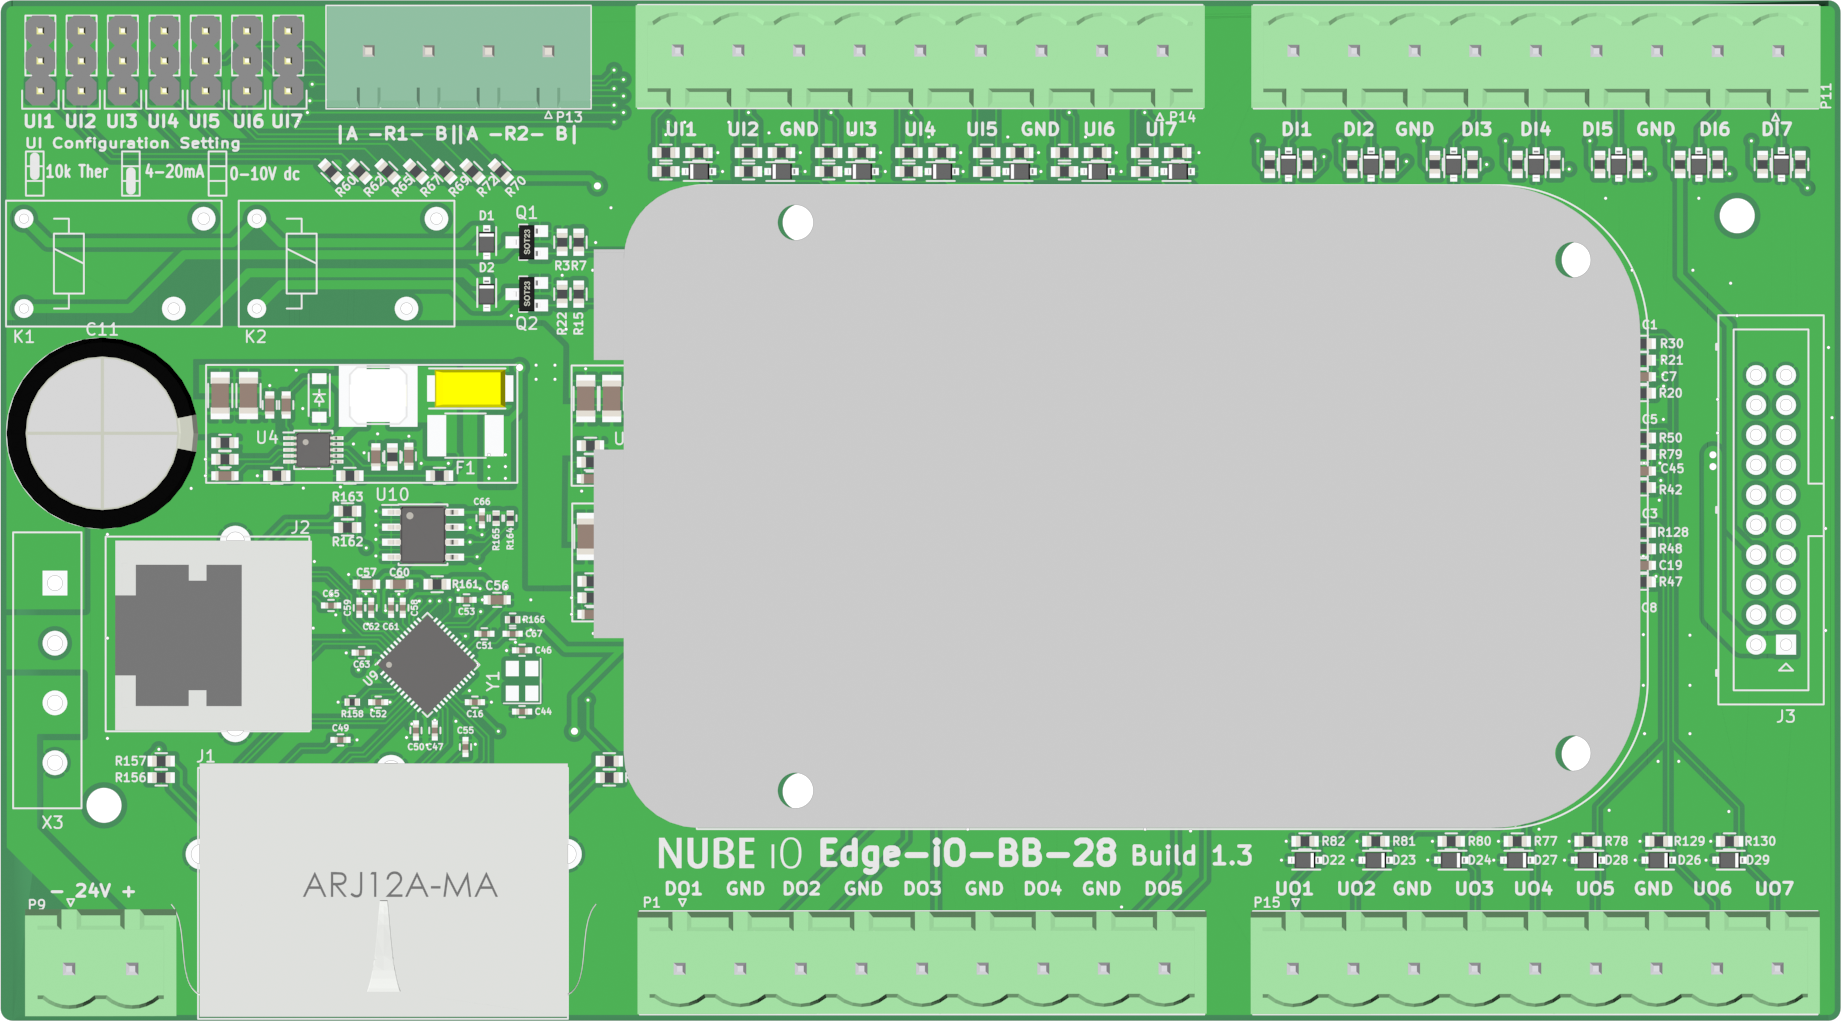 UI1 UI2 UI3 UI4 UI5 UI6 UI7
UI Configuration Setting
10k Ther 4-20mA 0-10V dc
P13
|A -R1- B||A -R2- B|
R60 R62 R65 R67 R69 R72 R70
P14
UI1 UI2 GND UI3 UI4 UI5 GND UI6 UI7
P11
DI1 DI2 GND DI3 DI4 DI5 GND DI6 DI7
D1 Q1
SOT23
R3 R7
D2
SOT23
Q2 R22 R15
K1 C11 K2
U4
F1
U
C1
R30
R21
C7
R20
C5
R50
R79
C45
R42
C3
R128
R48
C19
R47
C8
J3
R163 U10 C66
R162 R165 R164
J2
C57 C60 R161 C56
C65 C59 C58 C53
C62 C61 R166
C51 C67
C63 C46
U9 Y1
R158 C52 C16 C44
C49 C50 C47 C55
R157
R156
J1
X3
ARJ12A-MA
- 24V +
P9
NUBE iO Edge-iO-BB-28 Build 1.3
R82 R81 R80 R77 R78 R129 R130
D22 D23 D24 D27 D28 D26 D29
P1
DO1 GND DO2 GND DO3 GND DO4 GND DO5
P15
UO1 UO2 GND UO3 UO4 UO5 GND UO6 UO7